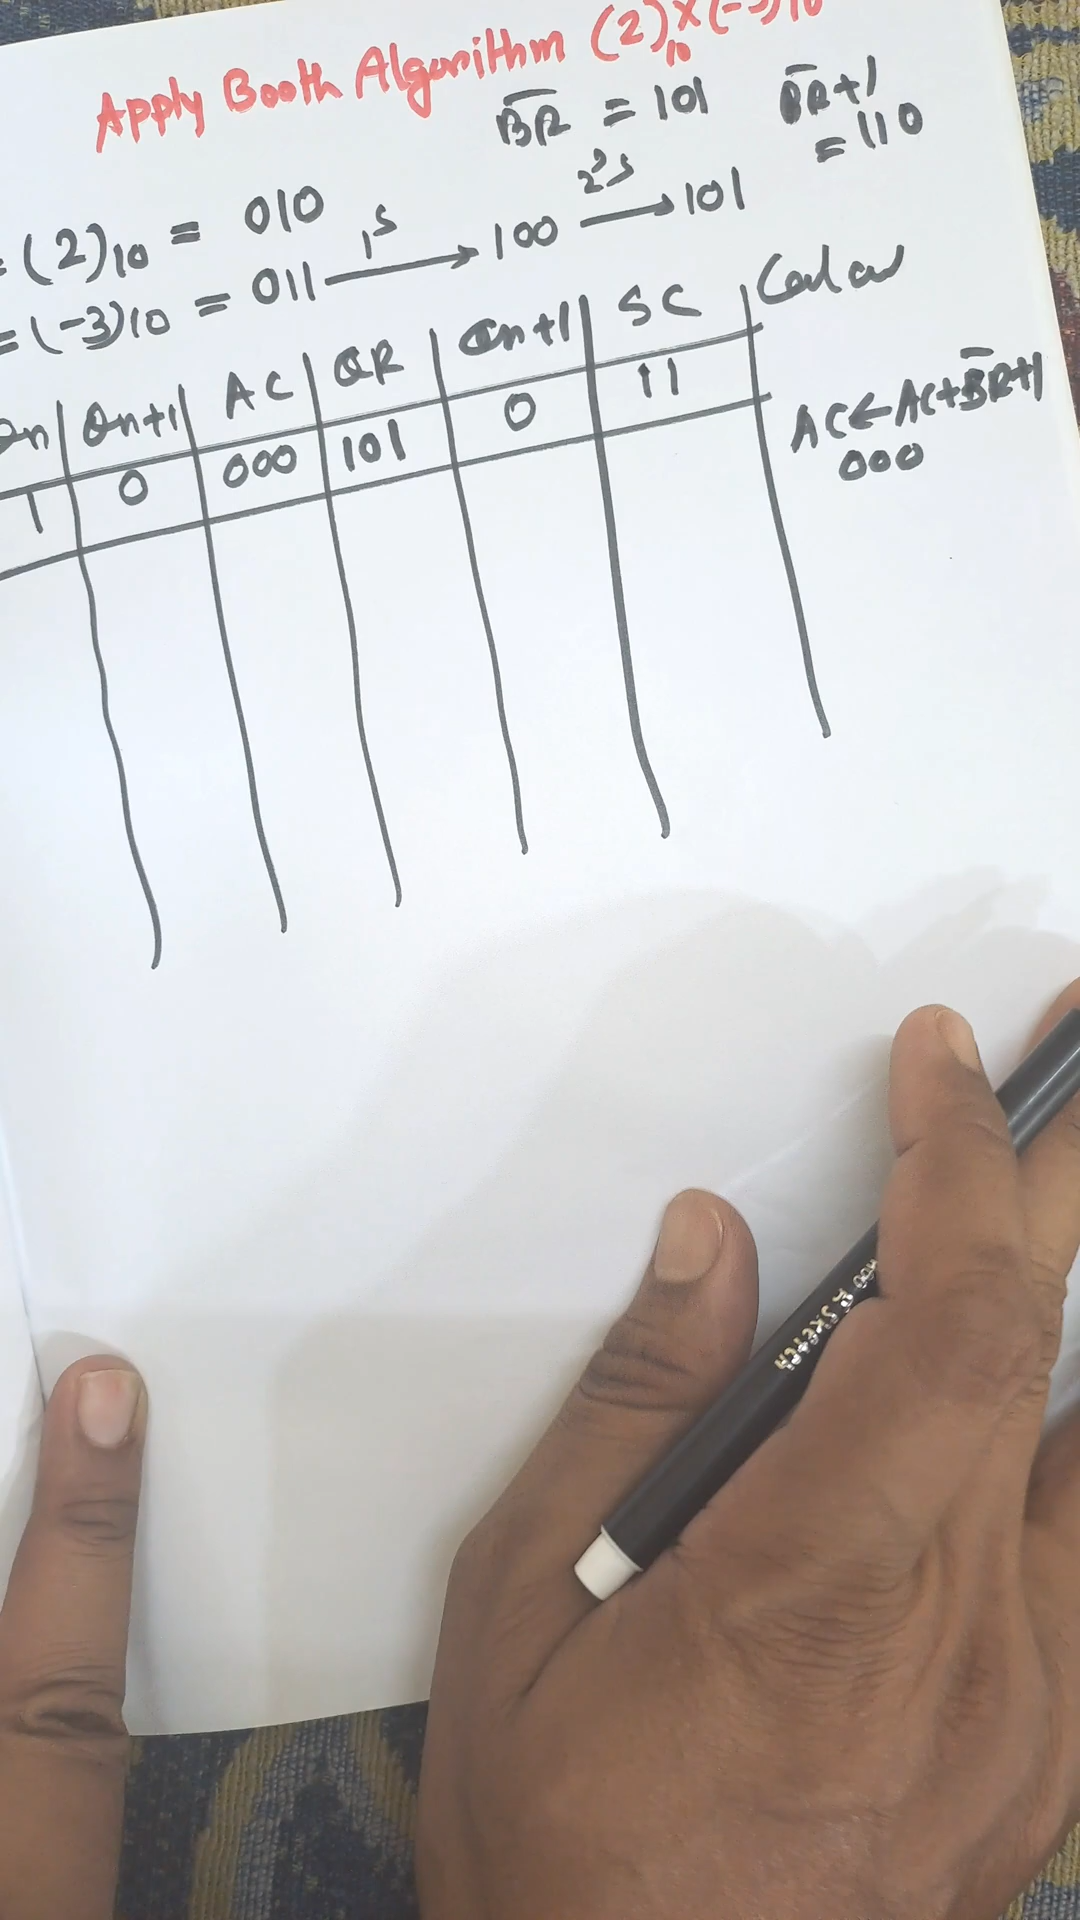 Apply Booth Algorithm (2)10 × (-3)10
B̅R̅ = 101
B̅R̅+1
= 110
= (2)10 = 010
= (-3)10 = 011 1's → 100 2's → 101
Qn Qn+1 AC QR Qn+1 SC
1 0 000 101 0 11
AC ← AC + B̅R+1
000
SKETCH